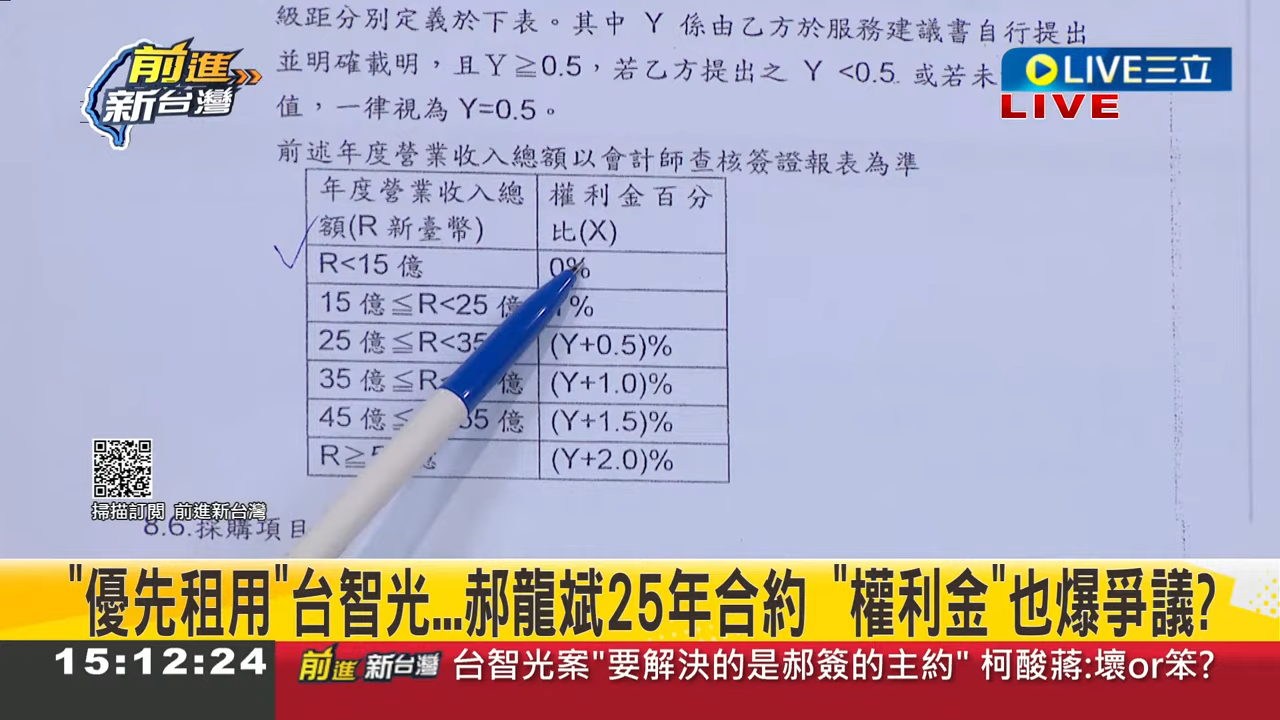 級距分別定義於下表。其中 Y 係由乙方於服務建議書自行提出
並明確載明，且Y≧0.5，若乙方提出之 Y <0.5. 或若未
值，一律視為 Y=0.5。
前述年度營業收入總額以會計師查核簽證報表為準
年度營業收入總額(R 新臺幣) 權利金百分比(X)
R<15 億 0%
15 億≦R<25 億 %
25 億≦R<35 (Y+0.5)%
35 億≦R< 億 (Y+1.0)%
45 億≦ 億 (Y+1.5)%
R≧ (Y+2.0)%
8.6.採購項目
前進新台灣
LIVE三立
LIVE
掃描訂閱 前進新台灣
"優先租用"台智光...郝龍斌25年合約 "權利金"也爆爭議?
15:12:24
前進新台灣 台智光案"要解決的是郝簽的主約" 柯酸蔣:壞or笨?